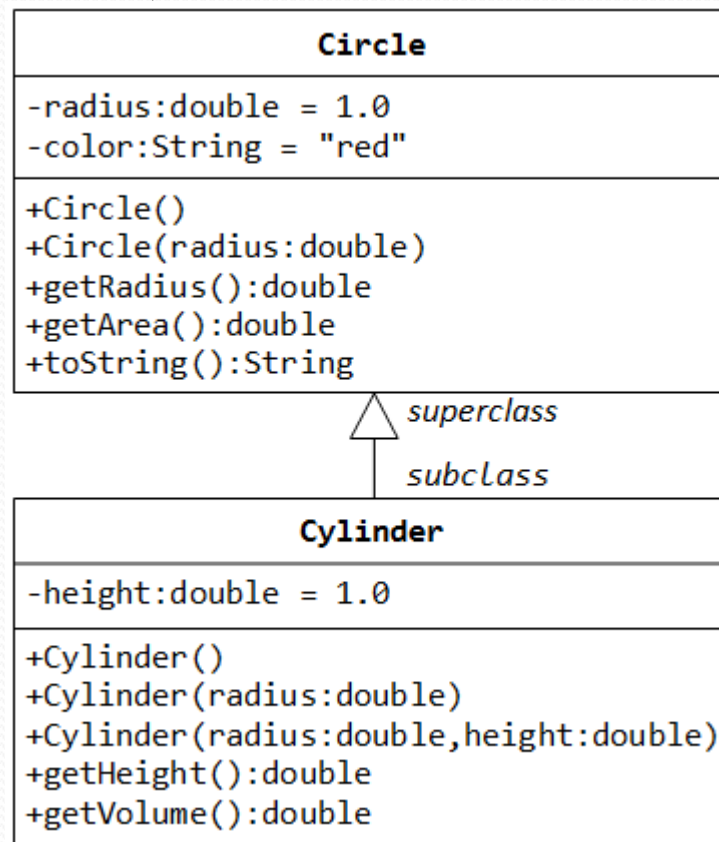 Circle
-radius:double = 1.0
-color:String = "red"
+Circle()
+Circle(radius:double)
+getRadius():double
+getArea():double
+toString():String
superclass
subclass
Cylinder
-height:double = 1.0
+Cylinder()
+Cylinder(radius:double)
+Cylinder(radius:double,height:double)
+getHeight():double
+getVolume():double